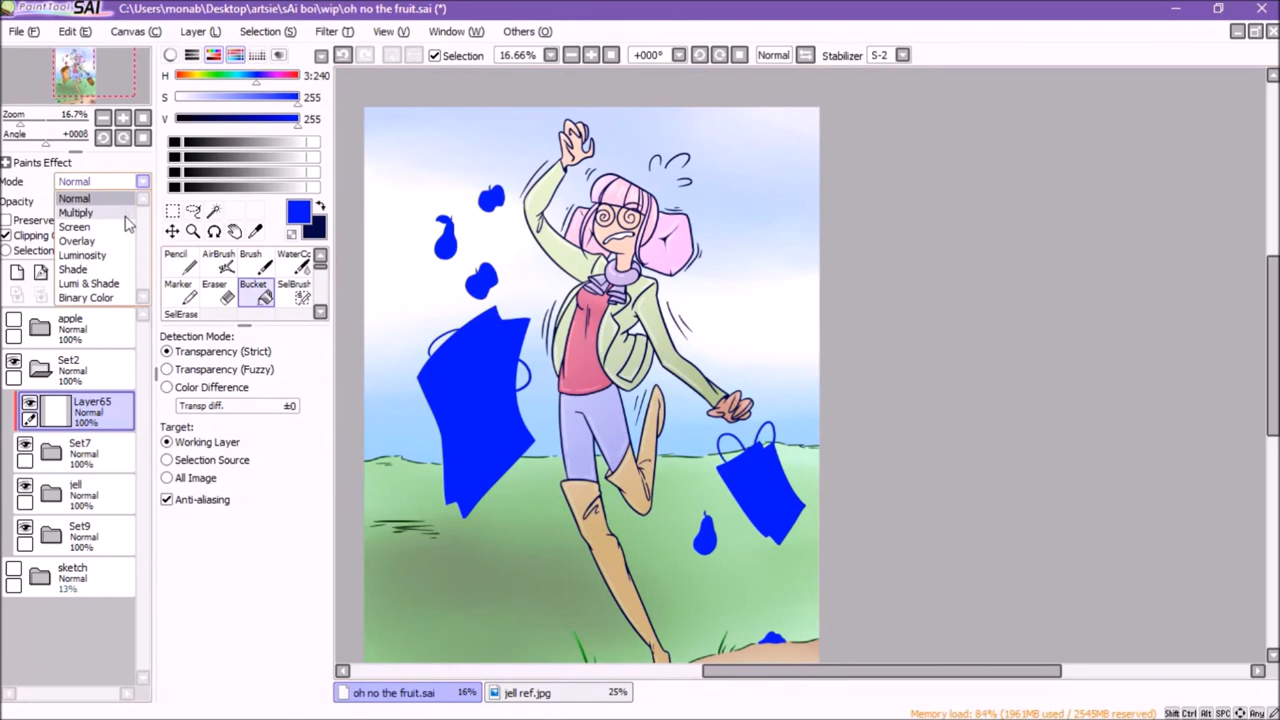 PaintTool SAI C:\Users\monab\Desktop\artsie\sAi boi\wip\oh no the fruit.sai (*)
File (F) Edit (E) Canvas (C) Layer (L) Selection (S) Filter (T) View (V) Window (W) Others (O)
Selection 16.66% +000° Normal Stabilizer S-2
H 3:240
S 255
V 255
Zoom 16.7%
Angle +000θ
Paints Effect
Mode Normal
Opacity
Preserve
Clipping
Selection
Normal
Multiply
Screen
Overlay
Luminosity
Shade
Lumi & Shade
Binary Color
apple
Normal
100%
Set2
Normal
100%
Layer65
Normal
100%
Set7
Normal
100%
jell
Normal
100%
Set9
Normal
100%
sketch
Normal
13%
Pencil AirBrush Brush WaterCo
Marker Eraser Bucket SelBrush
SelErase
Detection Mode:
Transparency (Strict)
Transparency (Fuzzy)
Color Difference
Transp diff. ±0
Target:
Working Layer
Selection Source
All Image
Anti-aliasing
oh no the fruit.sai 16% jell ref.jpg 25%
Memory load: 84% (1961MB used / 2545MB reserved) Shift Ctrl Alt SPC Any